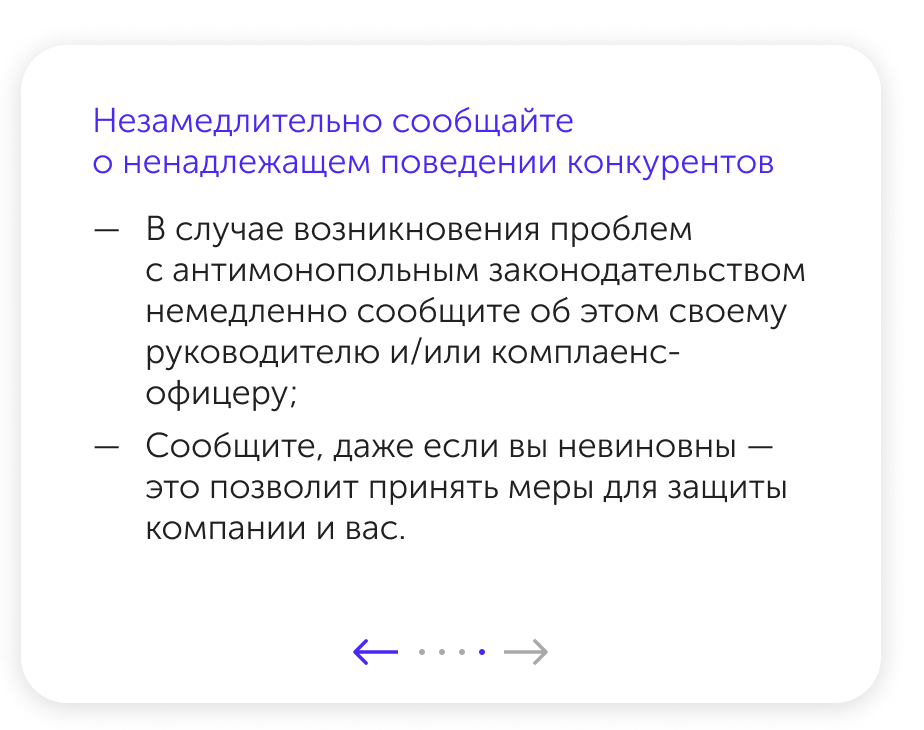 Незамедлительно сообщайте
о ненадлежащем поведении конкурентов
— В случае возникновения проблем
с антимонопольным законодательством
немедленно сообщите об этом своему
руководителю и/или комплаенс-
офицеру;
— Сообщите, даже если вы невиновны —
это позволит принять меры для защиты
компании и вас.